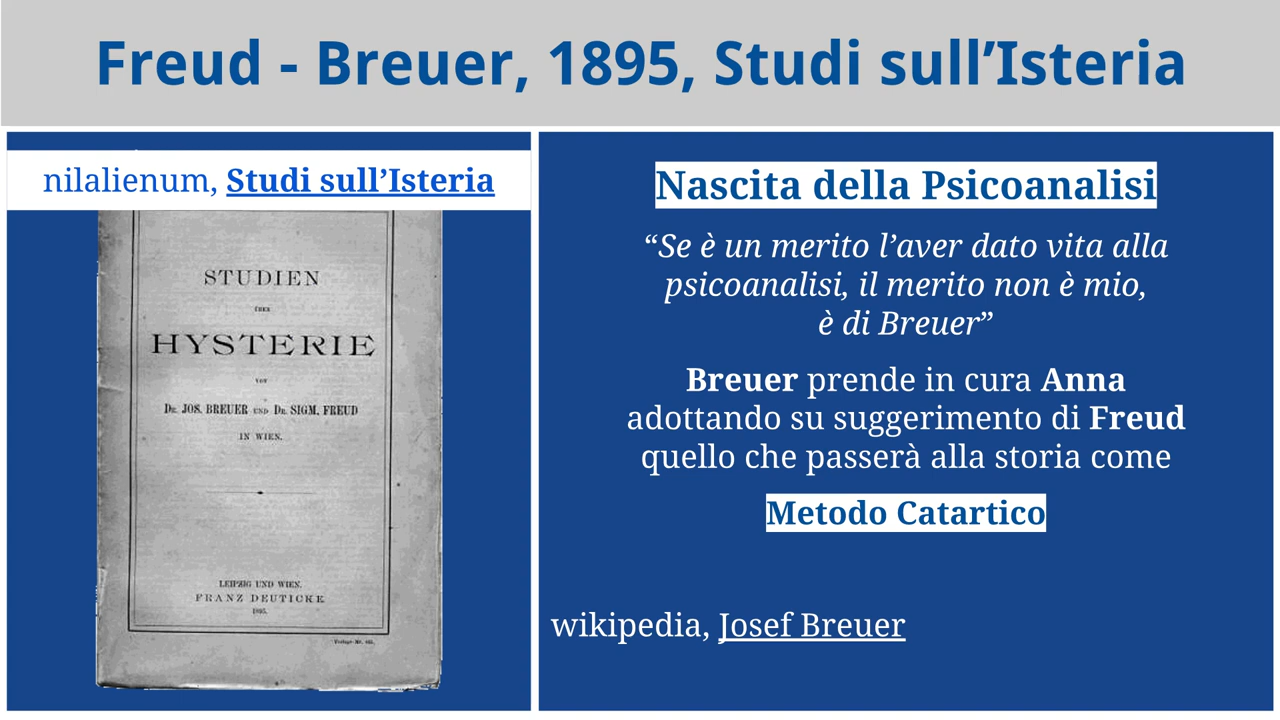 Freud - Breuer, 1895, Studi sull’Isteria
nilalienum, Studi sull’Isteria
STUDIEN
ÜBER
HYSTERIE
VON
DR. JOS. BREUER UND DR. SIGM. FREUD
IN WIEN.
LEIPZIG UND WIEN.
FRANZ DEUTICKE
1895.
Verlags-Nr. 485.
Nascita della Psicoanalisi
“Se è un merito l’aver dato vita alla
psicoanalisi, il merito non è mio,
è di Breuer”
Breuer prende in cura Anna
adottando su suggerimento di Freud
quello che passerà alla storia come
Metodo Catartico
wikipedia, Josef Breuer